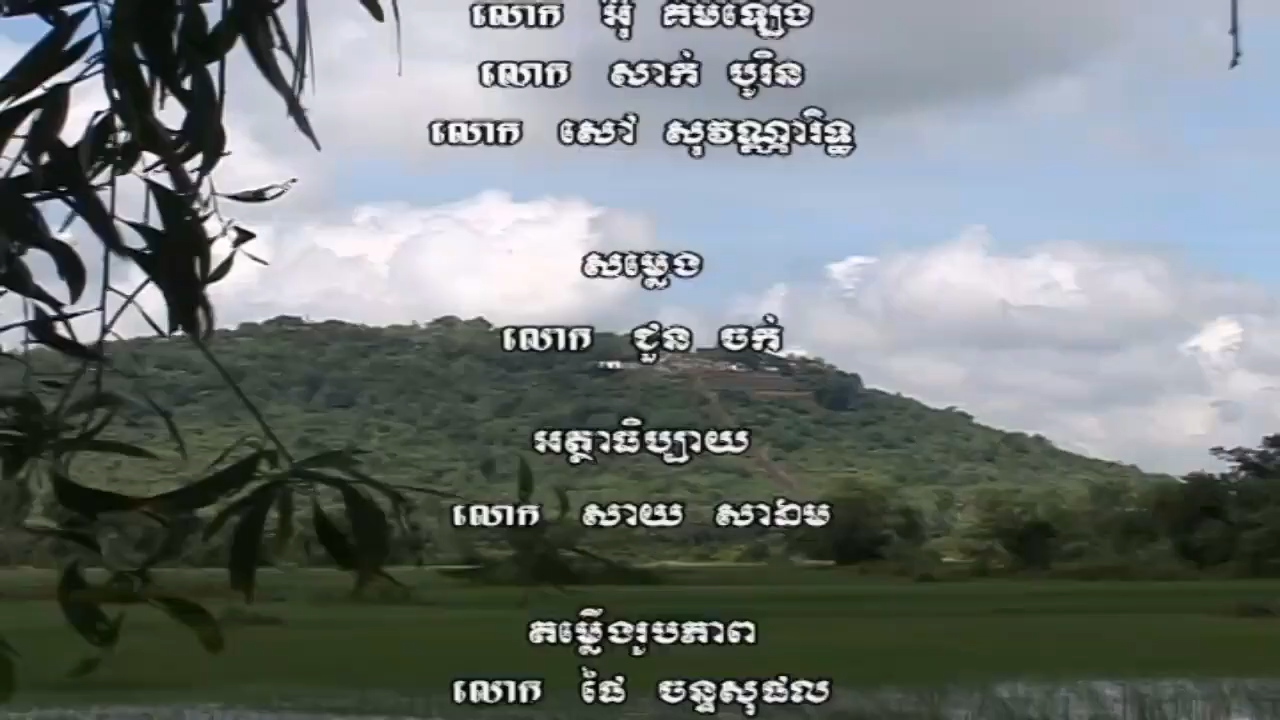 លោក អ៊ុំ គឹមឡេង
លោក សាក់ បូរិន
លោក សៅ សុវណ្ណារិទ្ធ
សម្លេង
លោក ជួន ចក់
អត្ថាធិប្បាយ
លោក សាយ សាឯម
តម្លើងរូបភាព
លោក ផៃ ចន្ទសុផល